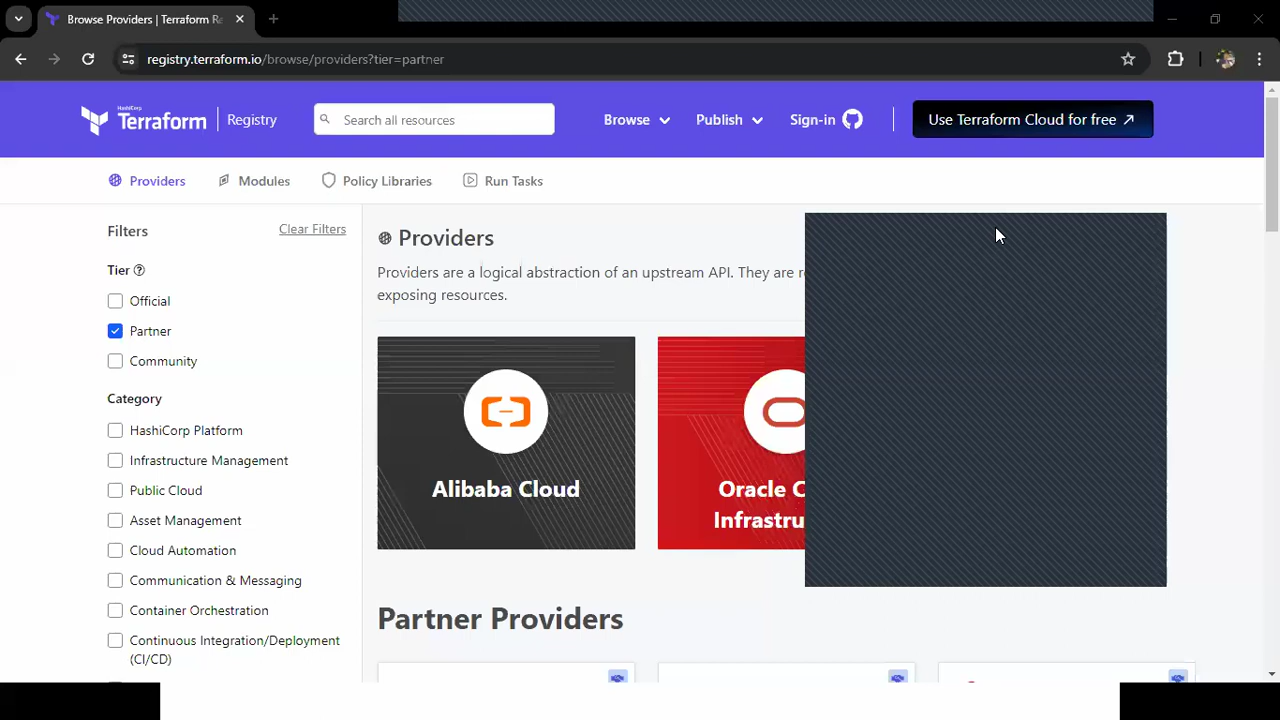 Browse Providers | Terraform Re
registry.terraform.io/browse/providers?tier=partner
HashiCorp
Terraform
Registry
Search all resources
Browse
Publish
Sign-in
Use Terraform Cloud for free
Providers
Modules
Policy Libraries
Run Tasks
Filters
Clear Filters
Tier
Official
Partner
Community
Category
HashiCorp Platform
Infrastructure Management
Public Cloud
Asset Management
Cloud Automation
Communication & Messaging
Container Orchestration
Continuous Integration/Deployment
(CI/CD)
Providers
Providers are a logical abstraction of an upstream API. They are
exposing resources.
Alibaba Cloud
Oracle
Partner Providers